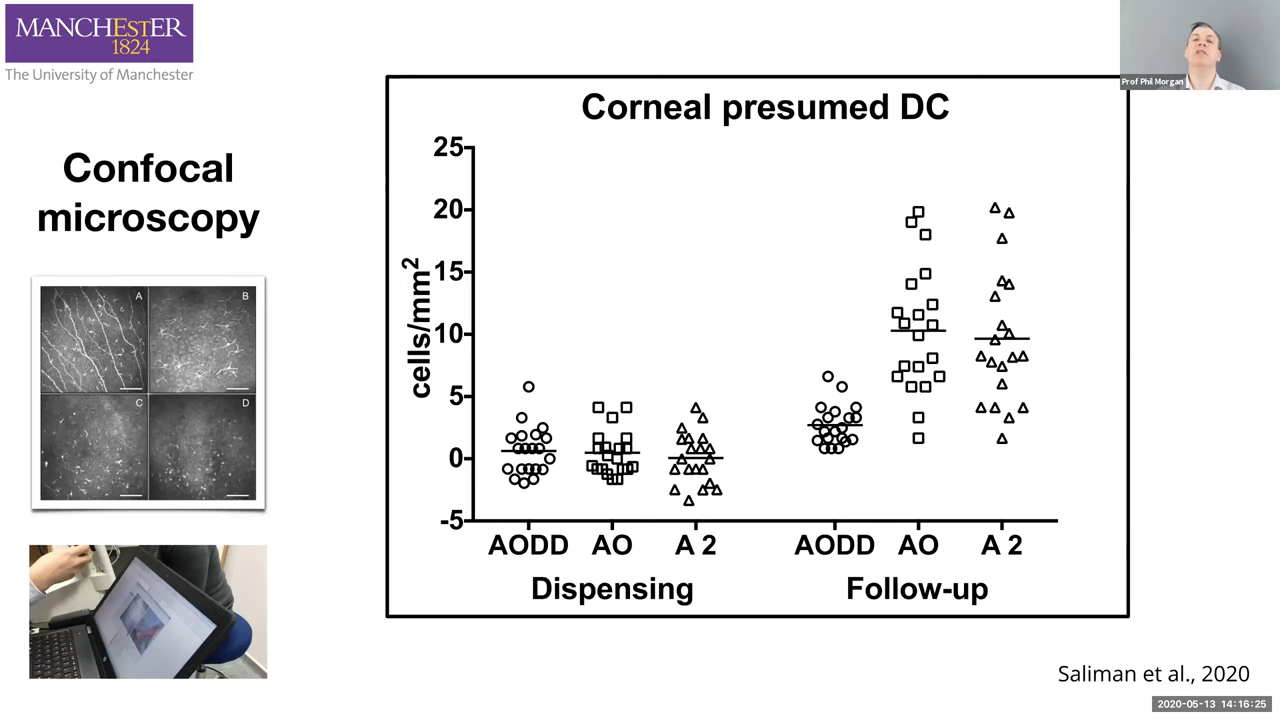 MANCHESTER
1824
The University of Manchester
Prof Phil Morgan
Confocal
microscopy
A
B
C
D
Corneal presumed DC
cells/mm²
25
20
15
10
5
0
-5
AODD AO A 2 AODD AO A 2
Dispensing Follow-up
Saliman et al., 2020
2020-05-13 14:16:25